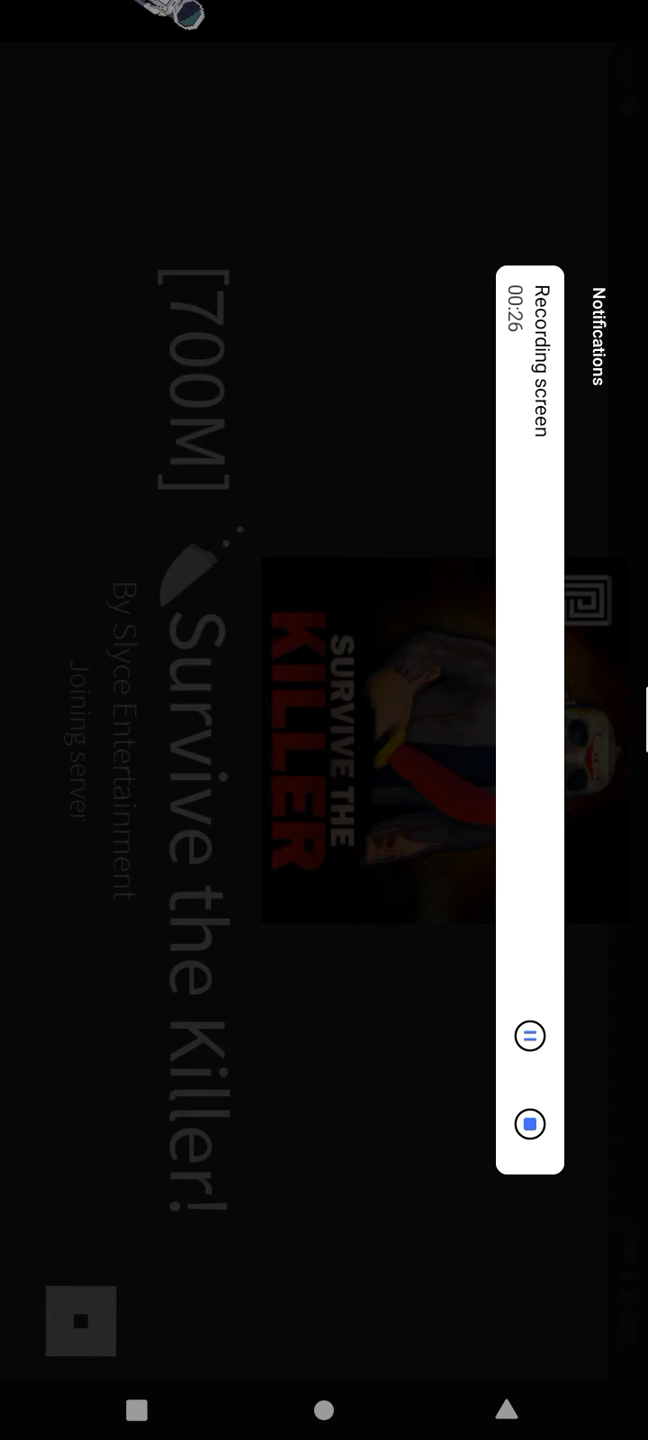 Notifications
Recording screen
00:26
SURVIVE THE
KILLER
[700M] 🔪Survive the Killer!
By Slyce Entertainment
Joining server